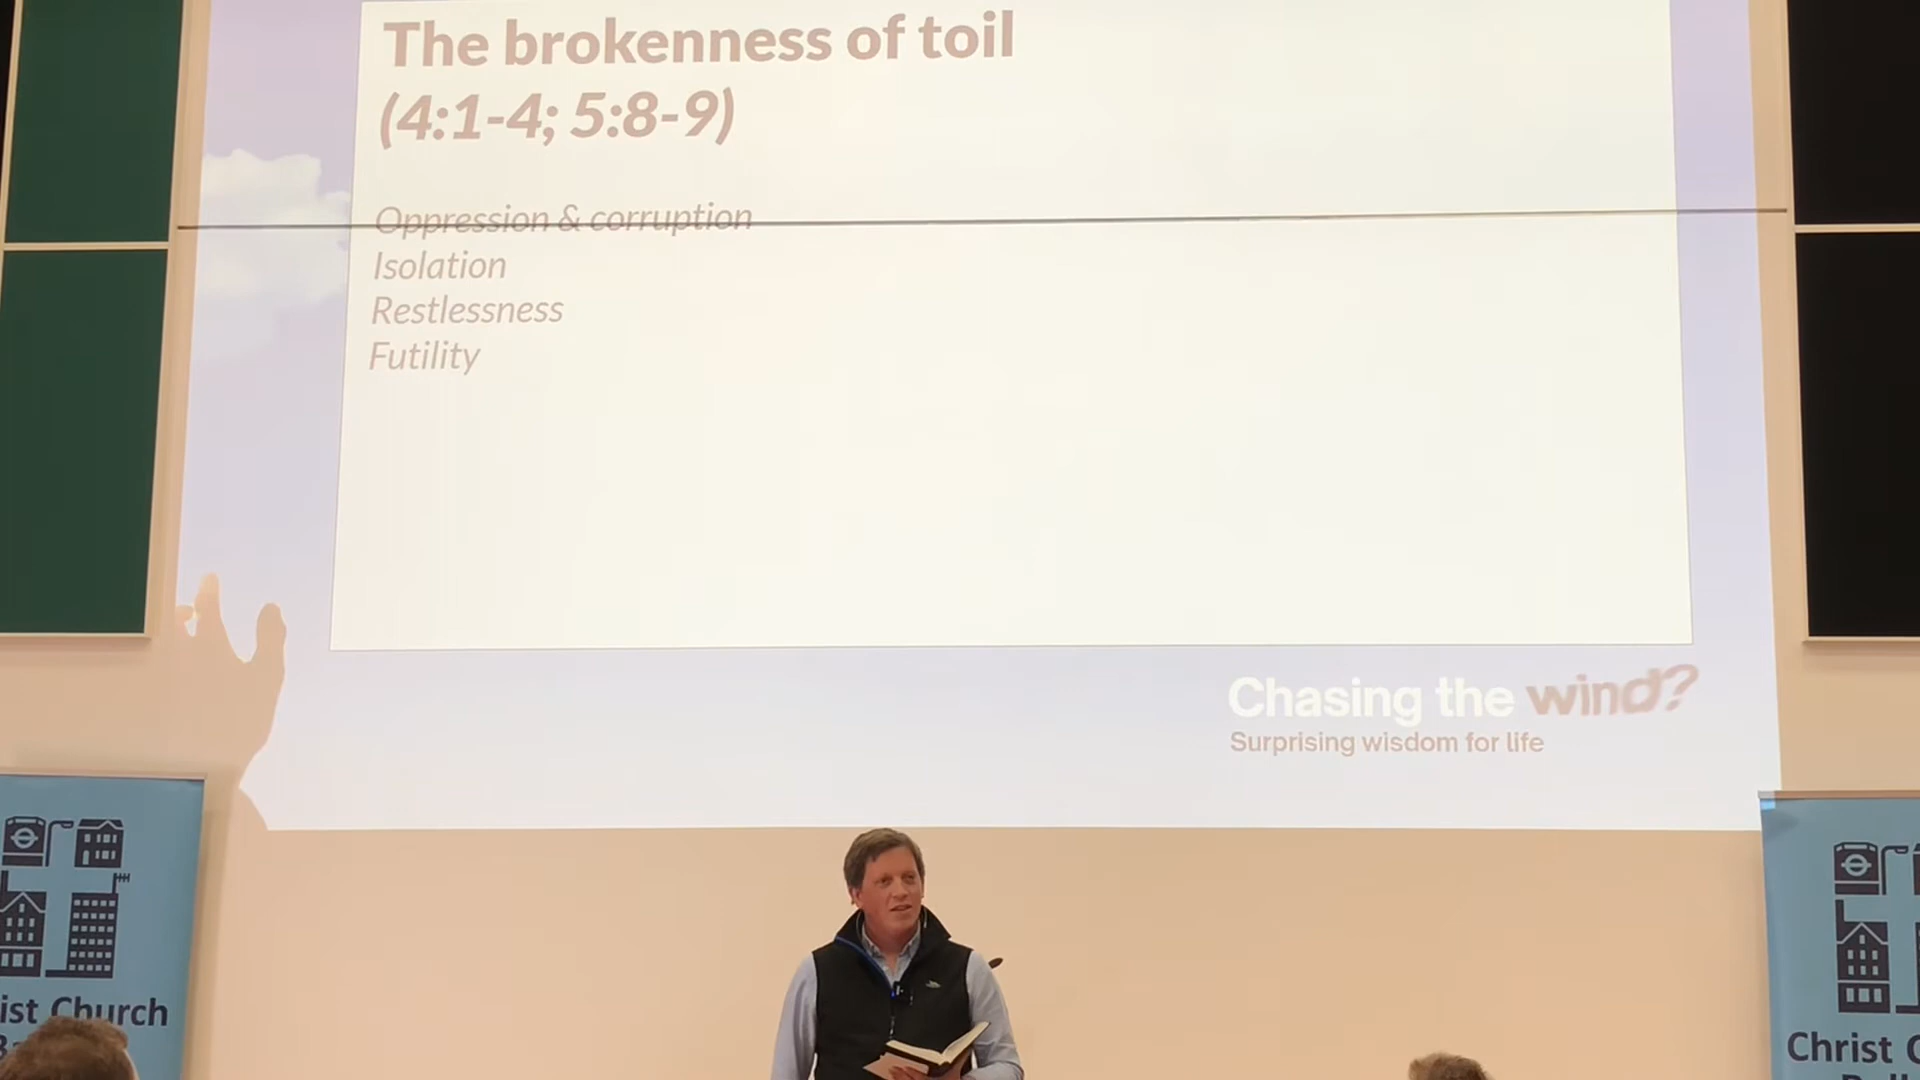 The brokenness of toil
(4:1-4; 5:8-9)
Oppression & corruption
Isolation
Restlessness
Futility
Chasing the wind?
Surprising wisdom for life
ist Church
Christ C